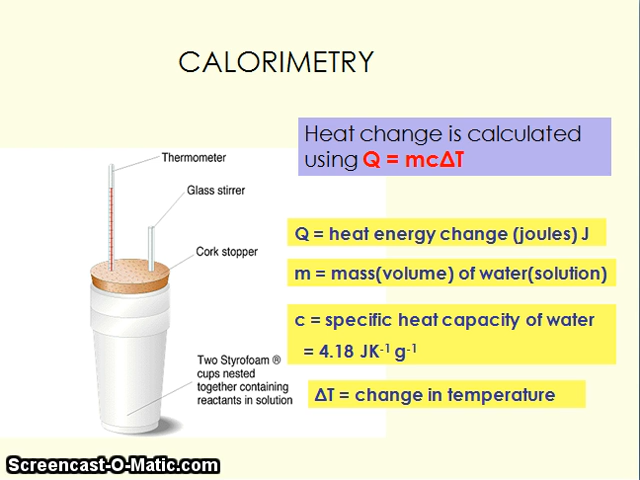 CALORIMETRY
Heat change is calculated
using Q = mcΔT
Thermometer
Glass stirrer
Cork stopper
Two Styrofoam ®
cups nested
together containing
reactants in solution
Q = heat energy change (joules) J
m = mass(volume) of water(solution)
c = specific heat capacity of water
= 4.18 JK⁻¹ g⁻¹
ΔT = change in temperature
Screencast-O-Matic.com